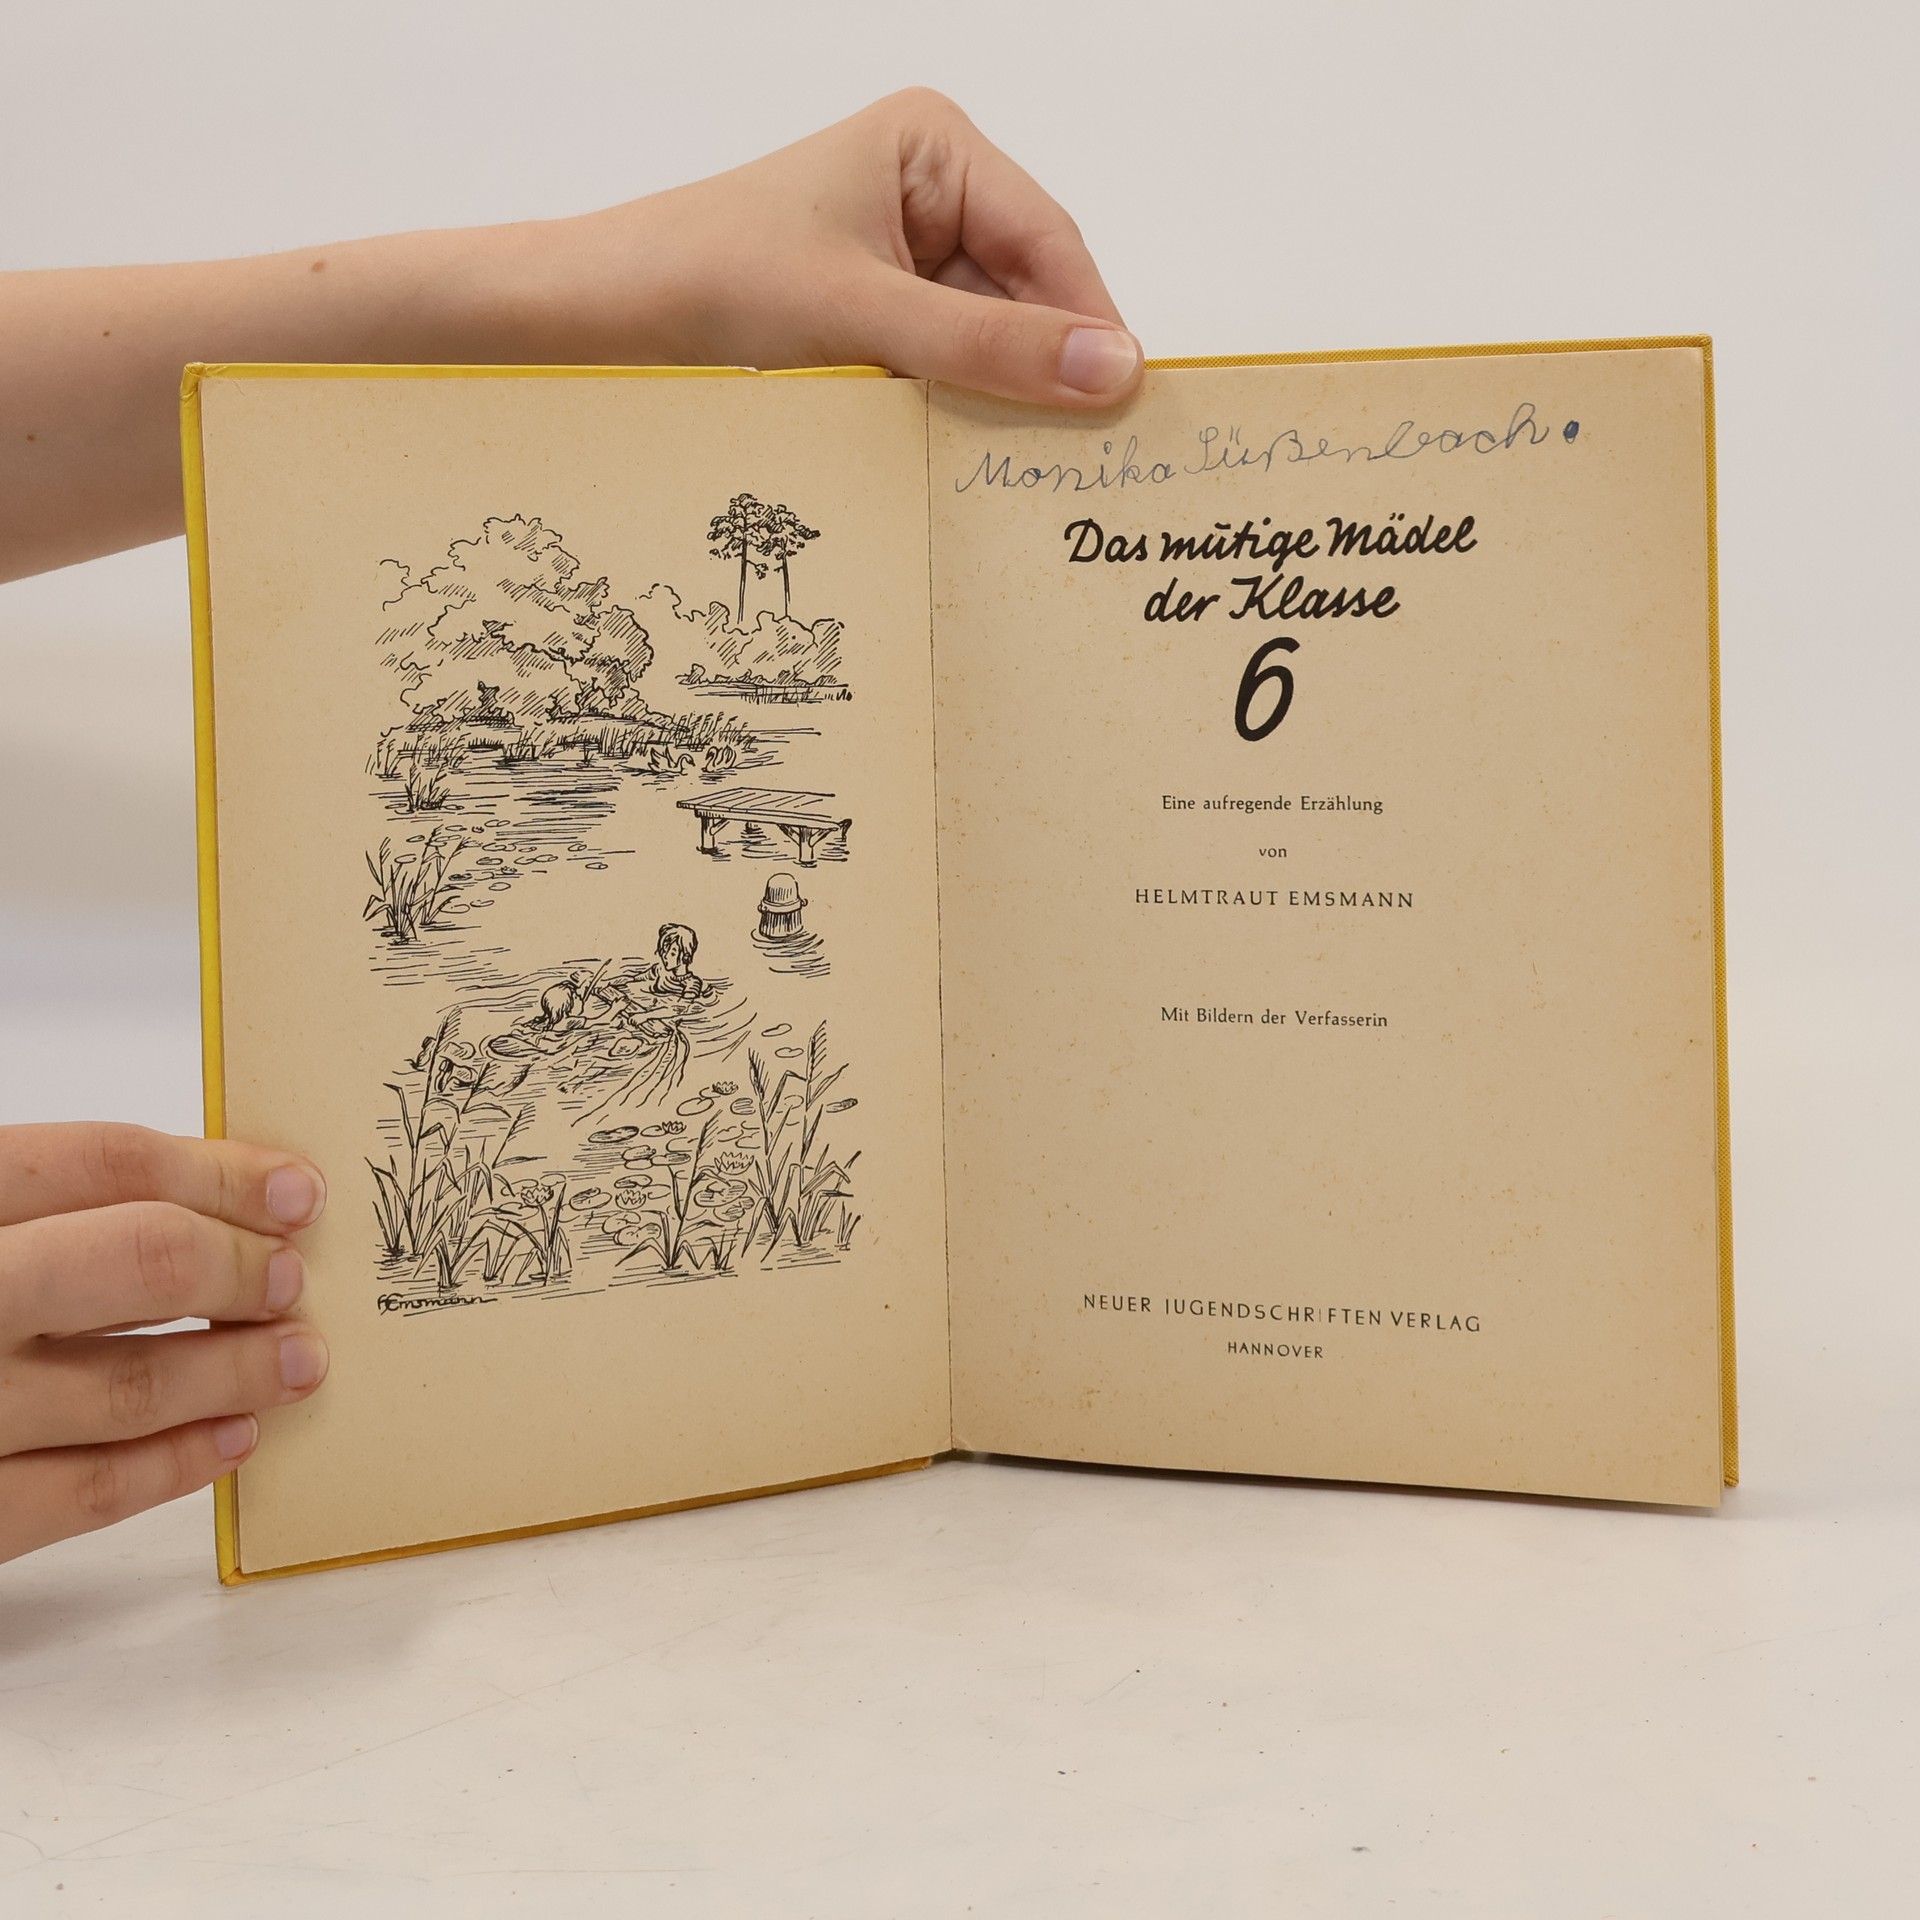 Monika Süßenbach.
Das mutige Mädel
der Klasse
6
Eine aufregende Erzählung
von
HELMTRAUT EMSMANN
Mit Bildern der Verfasserin
NEUER JUGENDSCHRIFTEN VERLAG
HANNOVER
HEmsmann